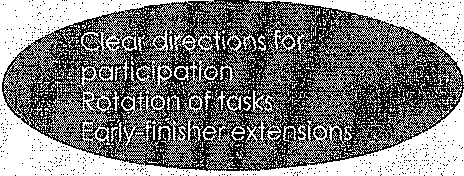 Clear directions for
participation
Rotation of tasks
Early finisher extensions